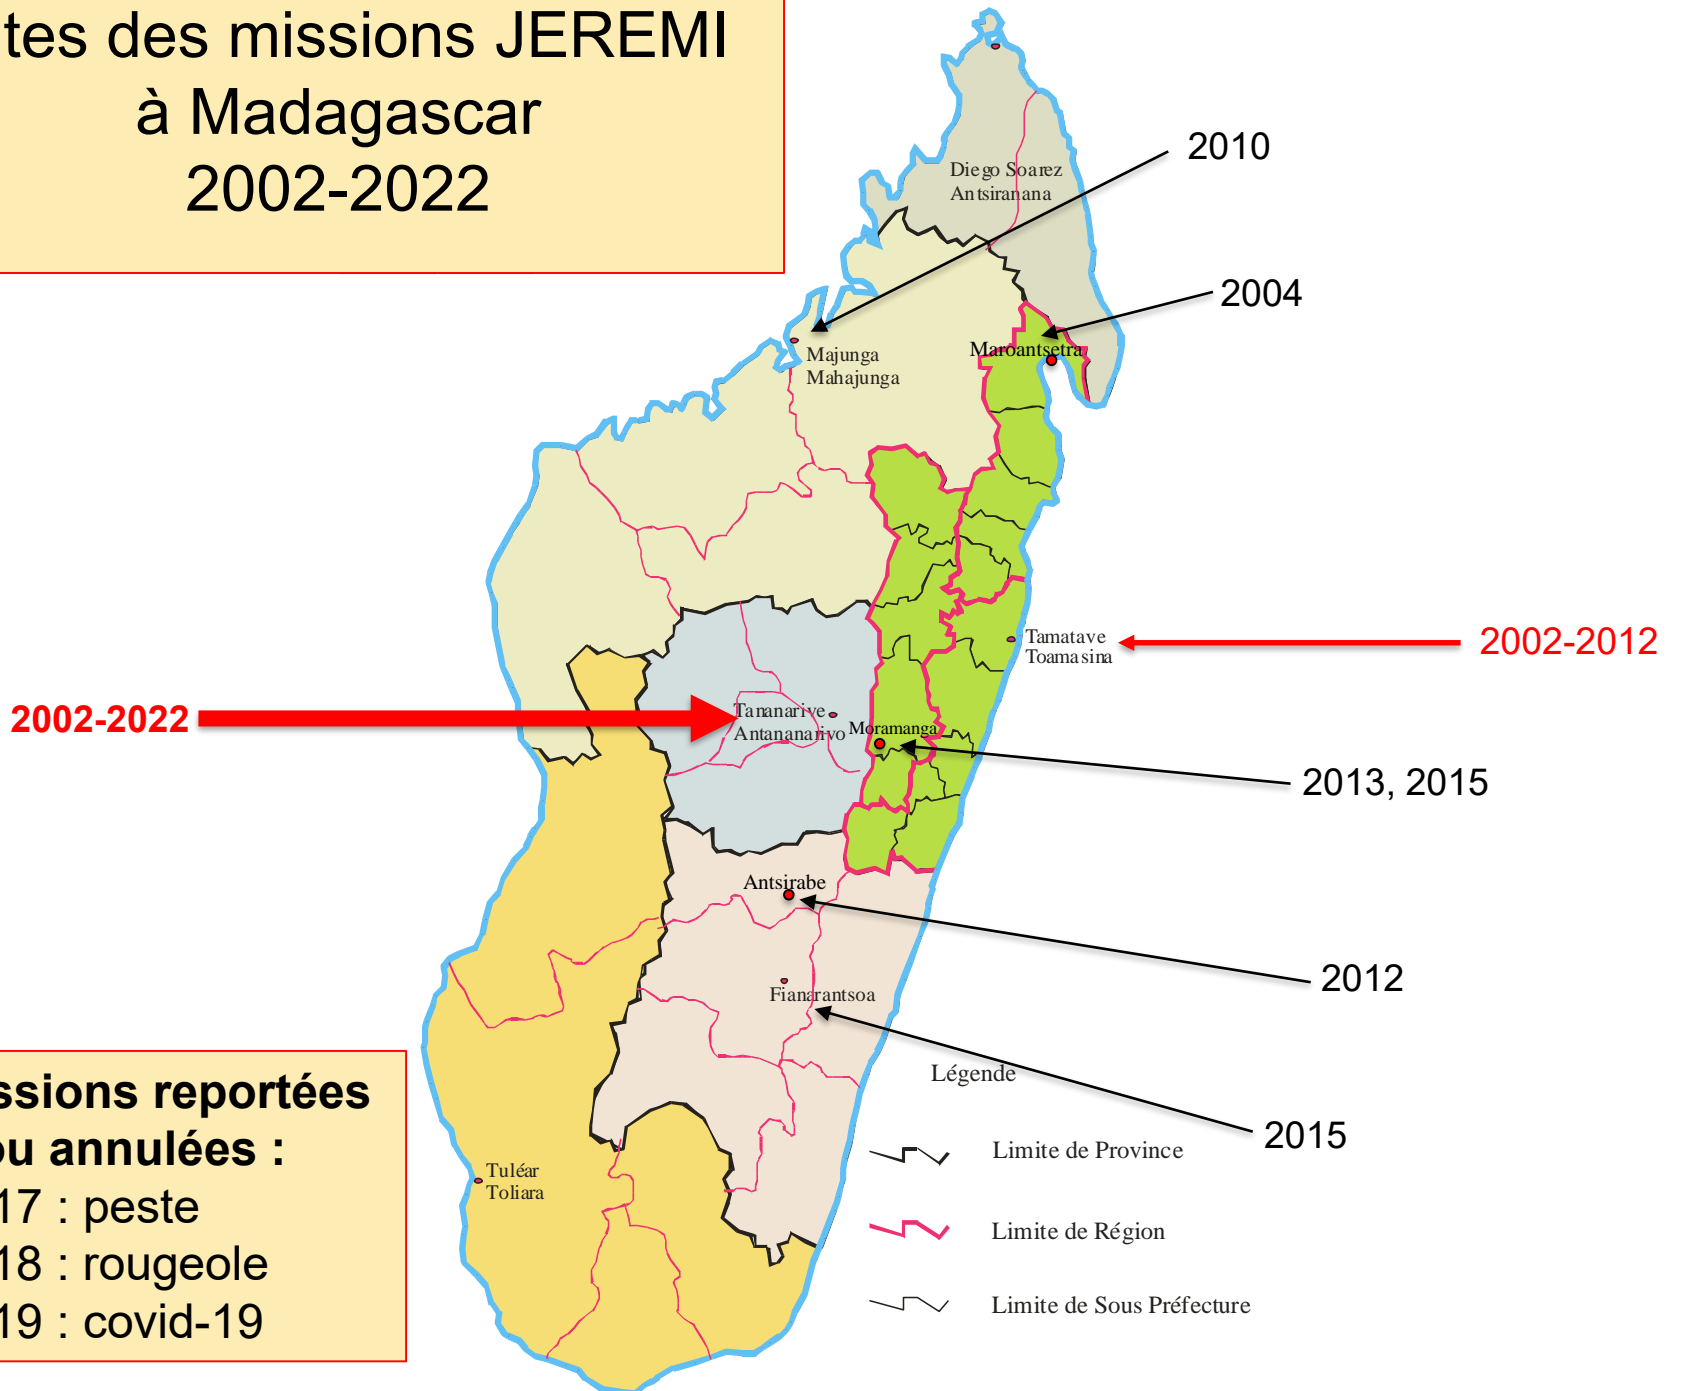 tes des missions JEREMI
à Madagascar
2002-2022
2010
Diego Soarez
Antsiranana
2004
Maroantsetra
Majunga
Mahajunga
Tamatave
Toamasina
2002-2012
2002-2022
Tananarive
Antananarivo
Moramanga
2013, 2015
Antsirabe
2012
Fianarantsoa
2015
ssions reportées
ou annulées :
17 : peste
18 : rougeole
19 : covid-19
Tuléar
Toliara
Légende
Limite de Province
Limite de Région
Limite de Sous Préfecture